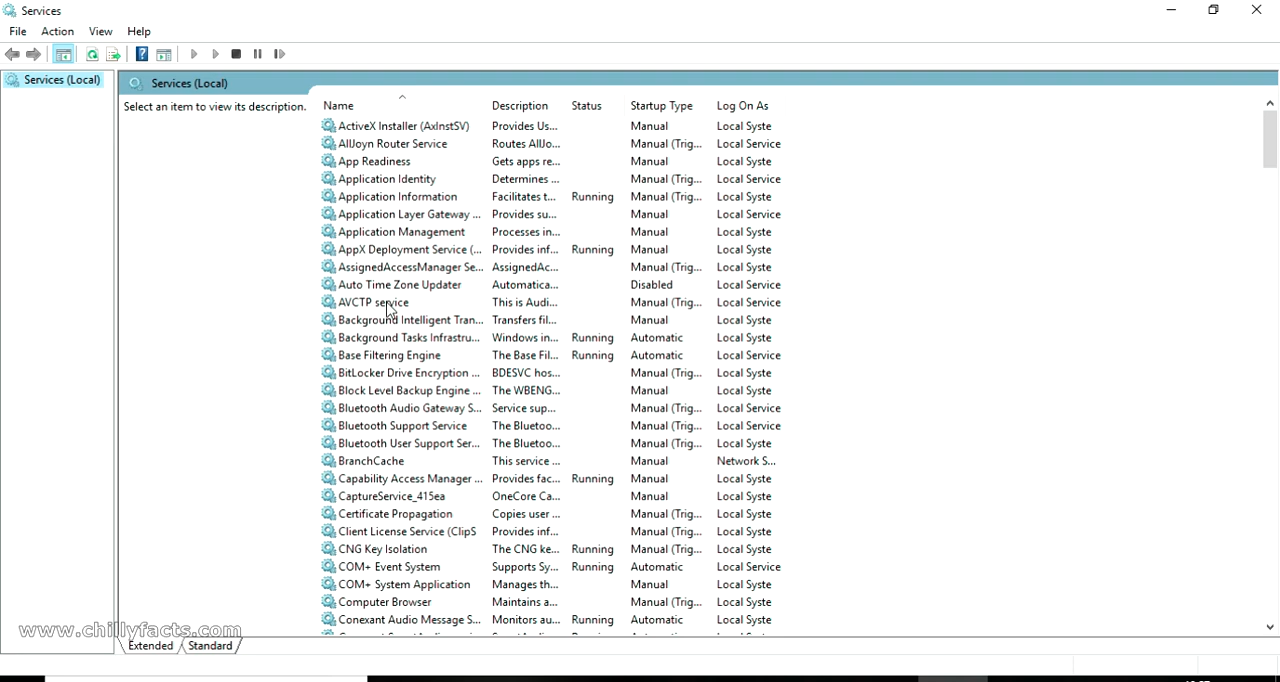 Services
File Action View Help
Services (Local)
Services (Local)
Select an item to view its description.
Name Description Status Startup Type Log On As
ActiveX Installer (AxInstSV) Provides Us... Manual Local Syste
AllJoyn Router Service Routes AllJo... Manual (Trig... Local Service
App Readiness Gets apps re... Manual Local Syste
Application Identity Determines ... Manual (Trig... Local Service
Application Information Facilitates t... Running Manual (Trig... Local Syste
Application Layer Gateway ... Provides su... Manual Local Service
Application Management Processes in... Manual Local Syste
AppX Deployment Service (... Provides inf... Running Manual Local Syste
AssignedAccessManager Se... AssignedAc... Manual (Trig... Local Syste
Auto Time Zone Updater Automatica... Disabled Local Service
AVCTP service This is Audi... Manual (Trig... Local Service
Background Intelligent Tran... Transfers fil... Manual Local Syste
Background Tasks Infrastru... Windows in... Running Automatic Local Syste
Base Filtering Engine The Base Fil... Running Automatic Local Service
BitLocker Drive Encryption ... BDESVC hos... Manual (Trig... Local Syste
Block Level Backup Engine ... The WBENG... Manual Local Syste
Bluetooth Audio Gateway S... Service sup... Manual (Trig... Local Service
Bluetooth Support Service The Bluetoo... Manual (Trig... Local Service
Bluetooth User Support Ser... The Bluetoo... Manual (Trig... Local Syste
BranchCache This service ... Manual Network S...
Capability Access Manager ... Provides fac... Running Manual Local Syste
CaptureService_415ea OneCore Ca... Manual Local Syste
Certificate Propagation Copies user ... Manual (Trig... Local Syste
Client License Service (ClipS Provides inf... Manual (Trig... Local Syste
CNG Key Isolation The CNG ke... Running Manual (Trig... Local Syste
COM+ Event System Supports Sy... Running Automatic Local Service
COM+ System Application Manages th... Manual Local Syste
Computer Browser Maintains a... Manual (Trig... Local Syste
Conexant Audio Message S... Monitors au... Running Automatic Local Syste
www.chillyfacts.com
Extended Standard